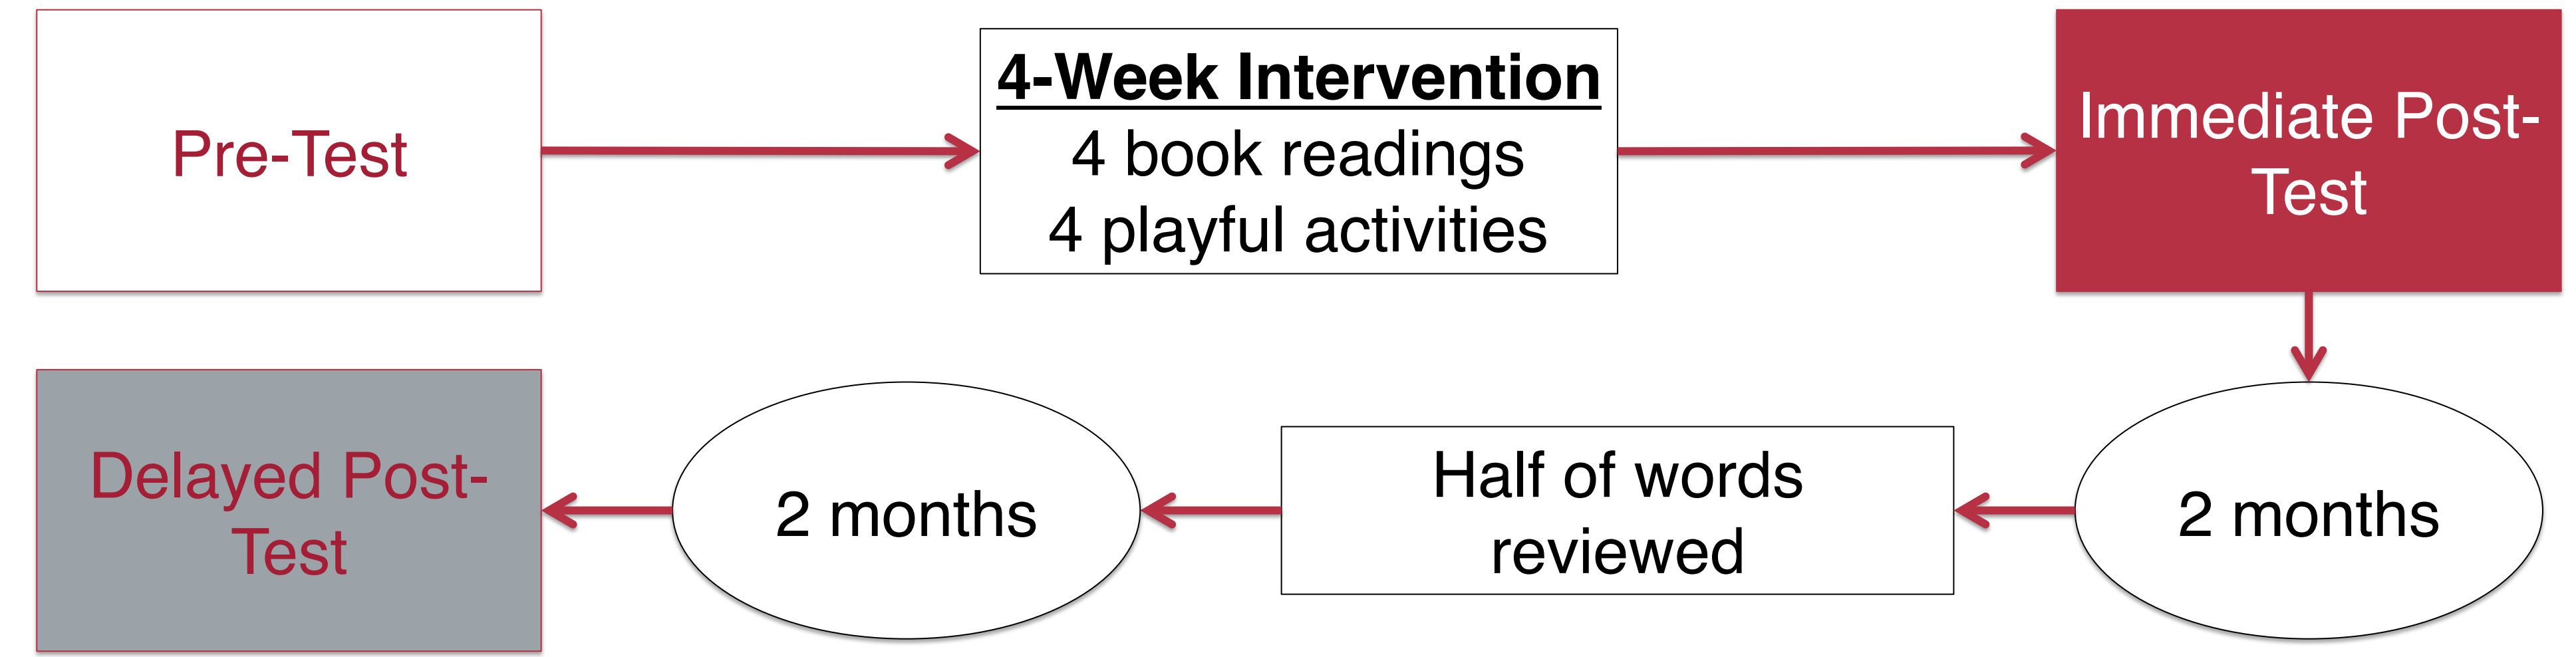 Pre-Test
4-Week Intervention
4 book readings
4 playful activities
Immediate Post-
Test
2 months
Half of words
reviewed
2 months
Delayed Post-
Test